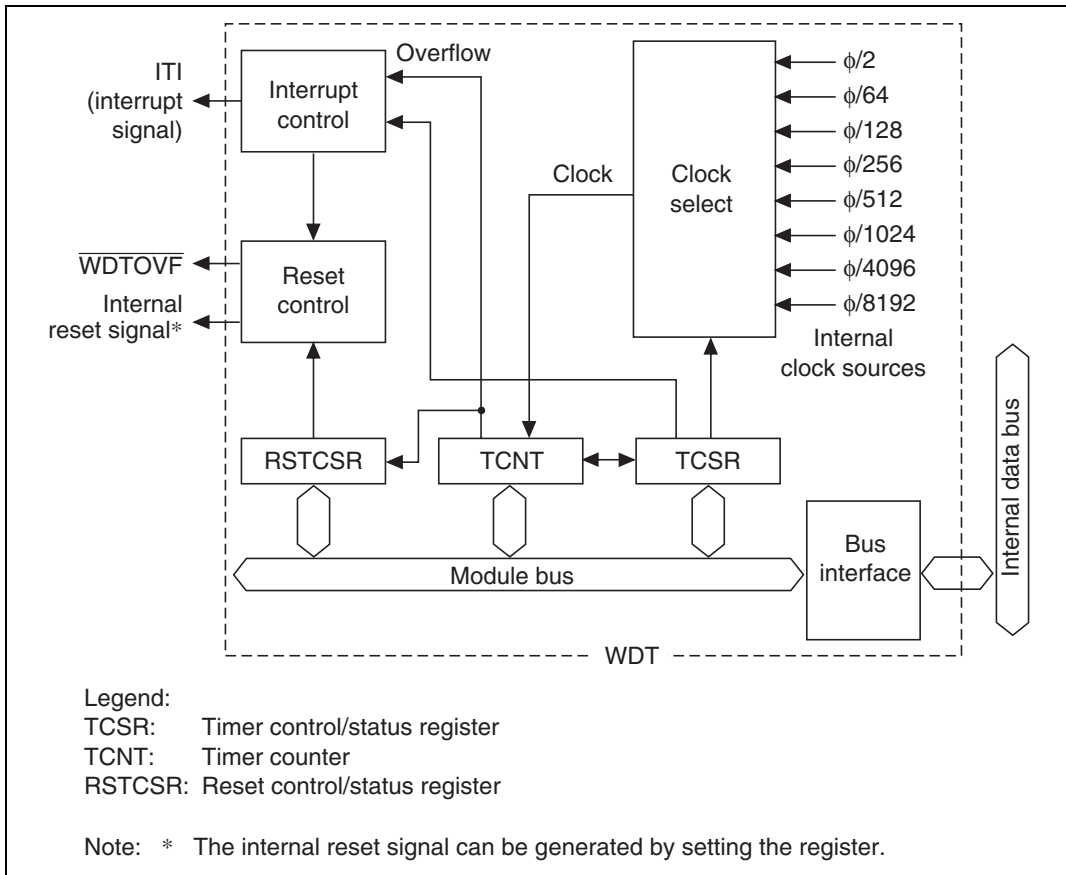 Overflow
ITI
(interrupt
signal)
Interrupt
control
Clock
Clock
select
ϕ/2
ϕ/64
ϕ/128
ϕ/256
ϕ/512
ϕ/1024
ϕ/4096
ϕ/8192
Internal
clock sources
WDTOVF
Internal
reset signal*
Reset
control
RSTCSR
TCNT
TCSR
Module bus
Bus
interface
Internal data bus
WDT
Legend:
TCSR: Timer control/status register
TCNT: Timer counter
RSTCSR: Reset control/status register
Note: * The internal reset signal can be generated by setting the register.